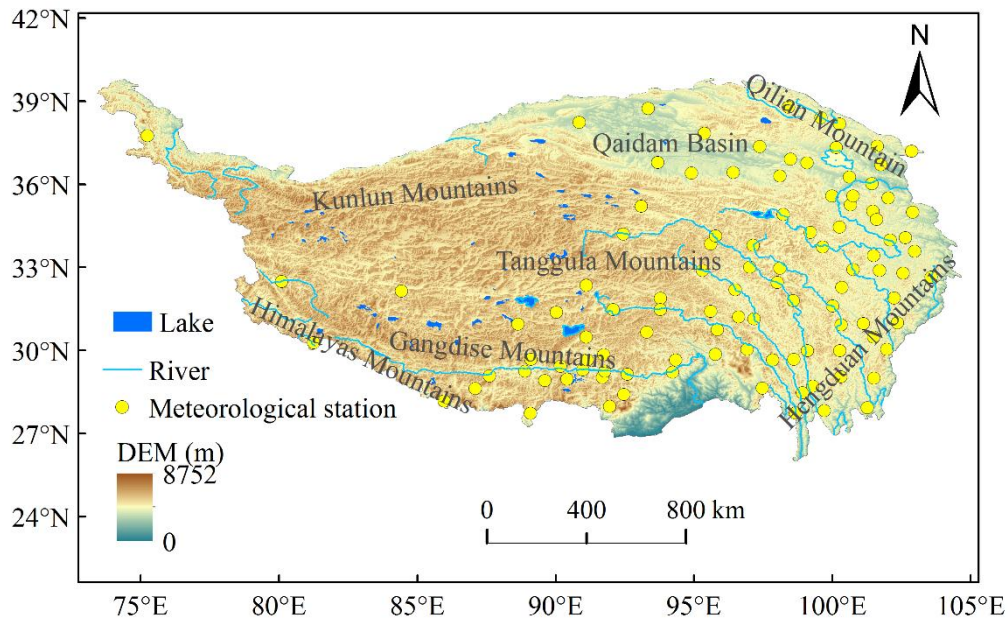 42°N
39°N
36°N
33°N
30°N
27°N
24°N
N
Qilian Mountain
Qaidam Basin
Kunlun Mountains
Tanggula Mountains
Himalayas Mountains
Gangdise Mountains
Hengduan Mountains
Lake
River
Meteorological station
DEM (m)
8752
0
0 400 800 km
75°E 80°E 85°E 90°E 95°E 100°E 105°E